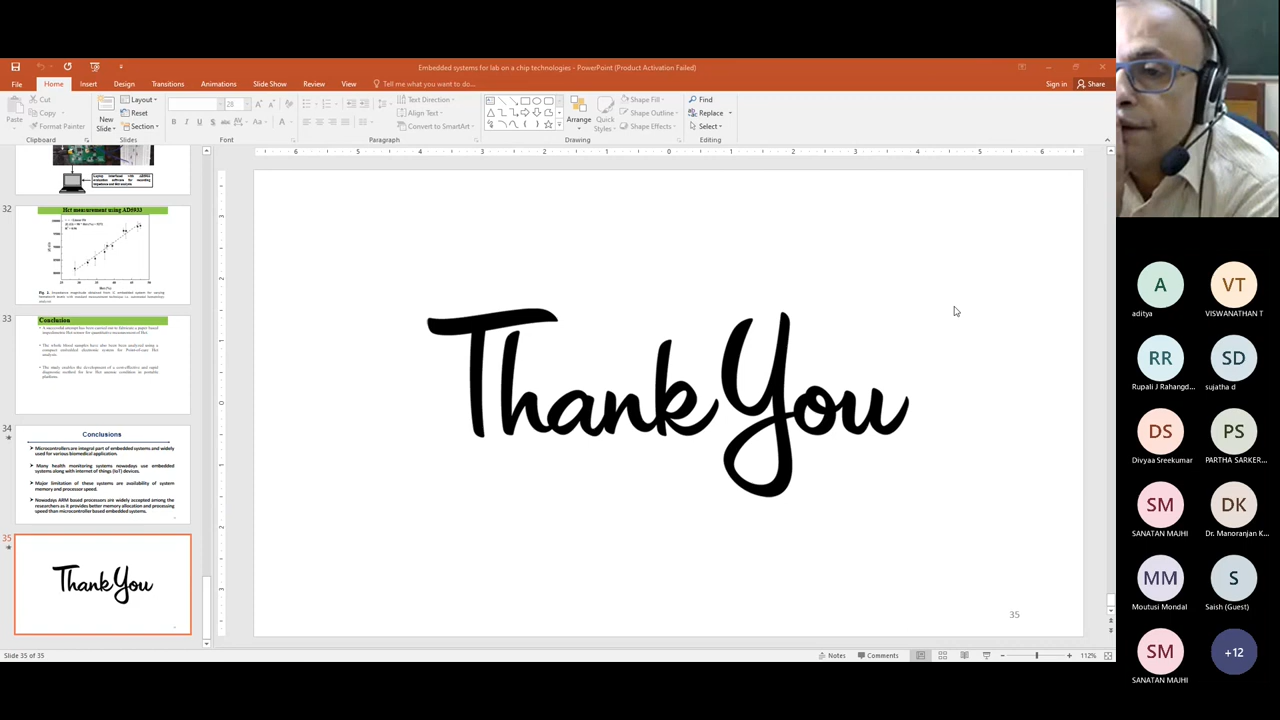 Embedded systems for lab on a chip technologies - PowerPoint (Product Activation Failed)
File Home Insert Design Transitions Animations Slide Show Review View Tell me what you want to do... Sign in Share
Paste
Cut
Copy
Format Painter
Clipboard
New Slide
Layout
Reset
Section
Slides
28
Font
Text Direction
Align Text
Convert to SmartArt
Paragraph
Arrange
Quick Styles
Shape Fill
Shape Outline
Shape Effects
Drawing
Find
Replace
Select
Editing
32
Hct measurement using AD5933
33
Conclusion
34
Conclusions
Microcontrollers are integral part of embedded systems and widely
used for various biomedical application.
Many health monitoring systems nowadays use embedded
systems along with internet of things (IoT) devices.
Major limitation of these systems are availability of system
memory and processor speed.
Nowadays ARM based processors are widely accepted among the
researchers as it provides better memory allocation and processing
speed than microcontroller based embedded systems.
35
Thank You
Thank You
35
Slide 35 of 35
Notes
Comments
112%
A VT
aditya VISWANATHAN T
RR SD
Rupali J Rahangd... sujatha d
DS PS
Divyaa Sreekumar PARTHA SARKER...
SM DK
SANATAN MAJHI Dr. Manoranjan K...
MM S
Moutusi Mondal Saish (Guest)
SM +12
SANATAN MAJHI